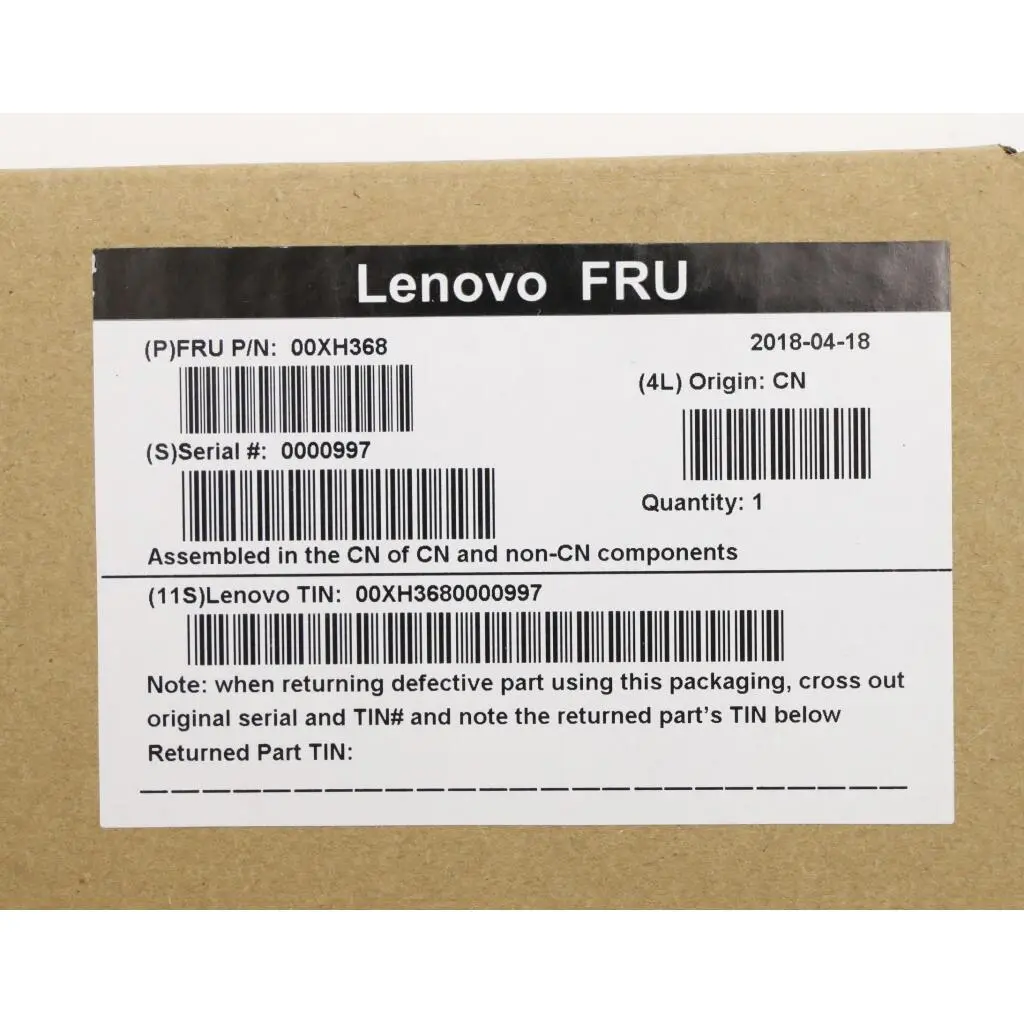 Lenovo FRU
(P)FRU P/N: 00XH368
2018-04-18
(4L) Origin: CN
(S)Serial #: 0000997
Quantity: 1
Assembled in the CN of CN and non-CN components
(11S)Lenovo TIN: 00XH3680000997
Note: when returning defective part using this packaging, cross out
original serial and TIN# and note the returned part's TIN below
Returned Part TIN: